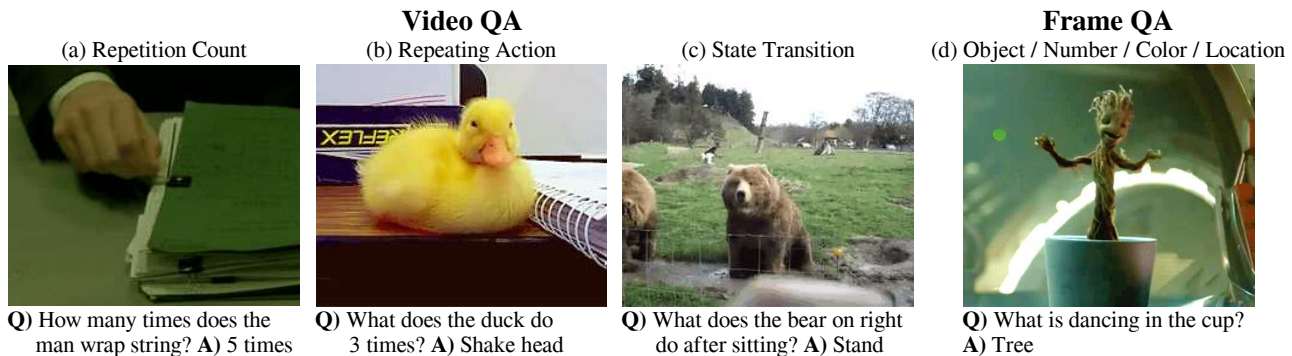 Video QA
Frame QA
(a) Repetition Count
(b) Repeating Action
(c) State Transition
(d) Object / Number / Color / Location
REFLEX
Q) How many times does the
man wrap string? A) 5 times
Q) What does the duck do
3 times? A) Shake head
Q) What does the bear on right
do after sitting? A) Stand
Q) What is dancing in the cup?
A) Tree